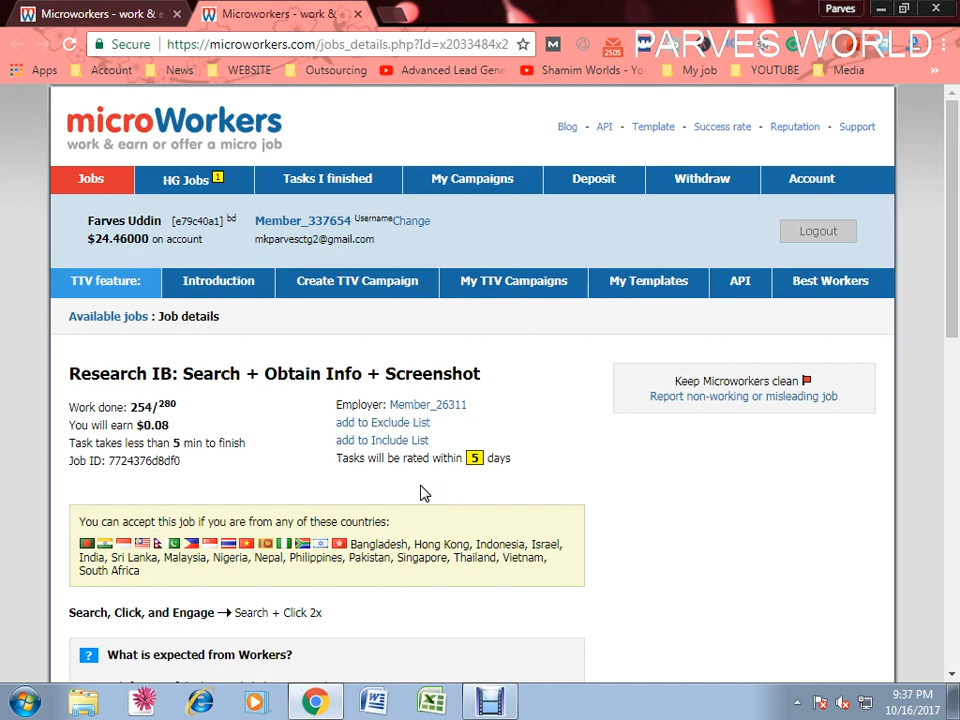 Microworkers - work & e
Microworkers - work & e
Parves
Secure
https://microworkers.com/jobs_details.php?Id=x2033484x2
2505
PARVES WORLD
Apps
Account
News
WEBSITE
Outsourcing
Advanced Lead Gene
Shamim Worlds - Yo
My job
YOUTUBE
Media
»
microWorkers
work & earn or offer a micro job
Blog - API - Template - Success rate - Reputation - Support
Jobs
HG Jobs 1
Tasks I finished
My Campaigns
Deposit
Withdraw
Account
Farves Uddin [e79c40a1] bd
Member_337654 UsernameChange
$24.46000 on account
mkparvesctg2@gmail.com
Logout
TTV feature:
Introduction
Create TTV Campaign
My TTV Campaigns
My Templates
API
Best Workers
Available jobs : Job details
Research IB: Search + Obtain Info + Screenshot
Work done: 254/280
You will earn $0.08
Task takes less than 5 min to finish
Job ID: 7724376d8df0
Employer: Member_26311
add to Exclude List
add to Include List
Tasks will be rated within 5 days
Keep Microworkers clean
Report non-working or misleading job
You can accept this job if you are from any of these countries:
Bangladesh, Hong Kong, Indonesia, Israel,
India, Sri Lanka, Malaysia, Nigeria, Nepal, Philippines, Pakistan, Singapore, Thailand, Vietnam,
South Africa
Search, Click, and Engage → Search + Click 2x
? What is expected from Workers?
9:37 PM
10/16/2017